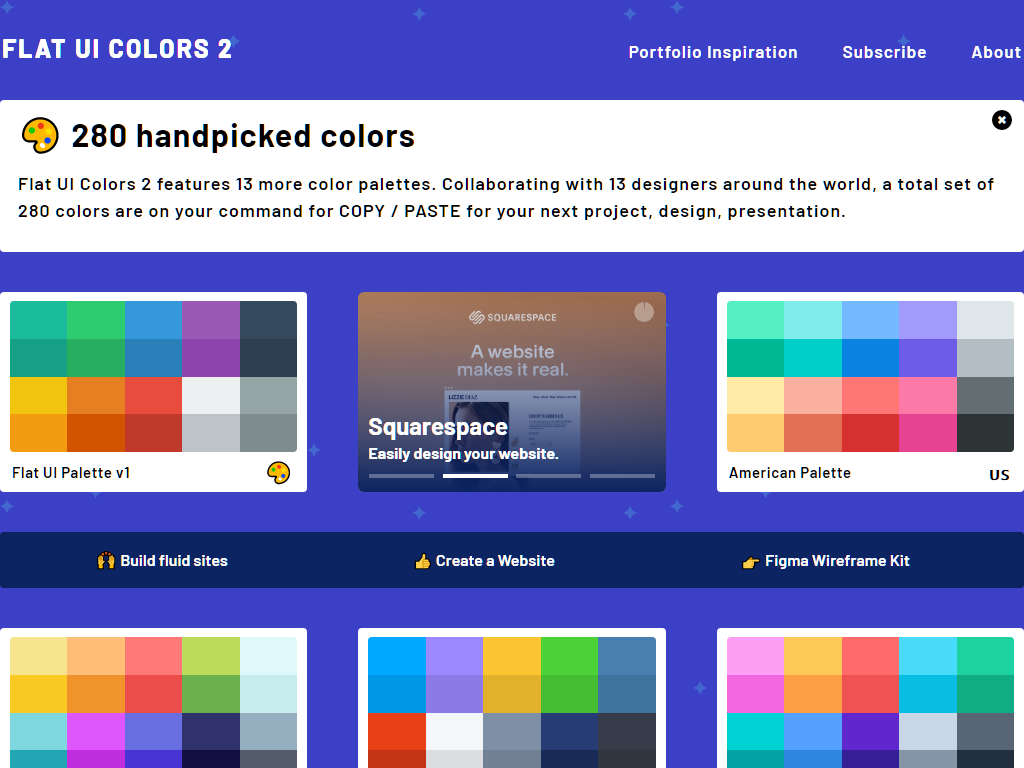 FLAT UI COLORS 2
Portfolio Inspiration
Subscribe
About
280 handpicked colors
Flat UI Colors 2 features 13 more color palettes. Collaborating with 13 designers around the world, a total set of
280 colors are on your command for COPY / PASTE for your next project, design, presentation.
Flat UI Palette v1
SQUARESPACE
A website
makes it real.
LIZZIE DIAZ
Squarespace
Easily design your website.
American Palette
US
Build fluid sites
Create a Website
Figma Wireframe Kit